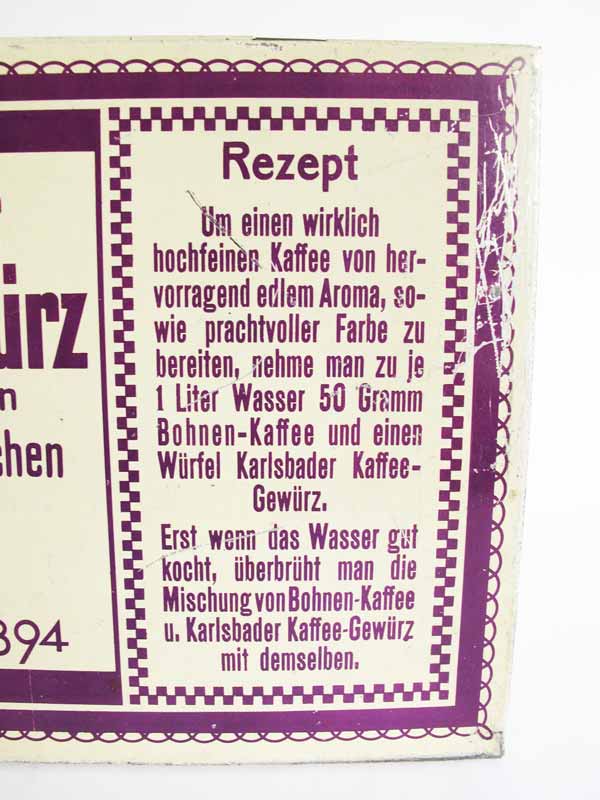 Rezept
Um einen wirklich
hochfeinen Kaffee von her-
vorragend edlem Aroma, so-
wie prachtvoller Farbe zu
bereiten, nehme man zu je
1 Liter Wasser 50 Gramm
Bohnen-Kaffee und einen
Würfel Karlsbader Kaffee-
Gewürz.
Erst wenn das Wasser gut
kocht, überbrüht man die
Mischung von Bohnen-Kaffee
u. Karlsbader Kaffee-Gewürz
mit demselben.
ürz
n
chen
894